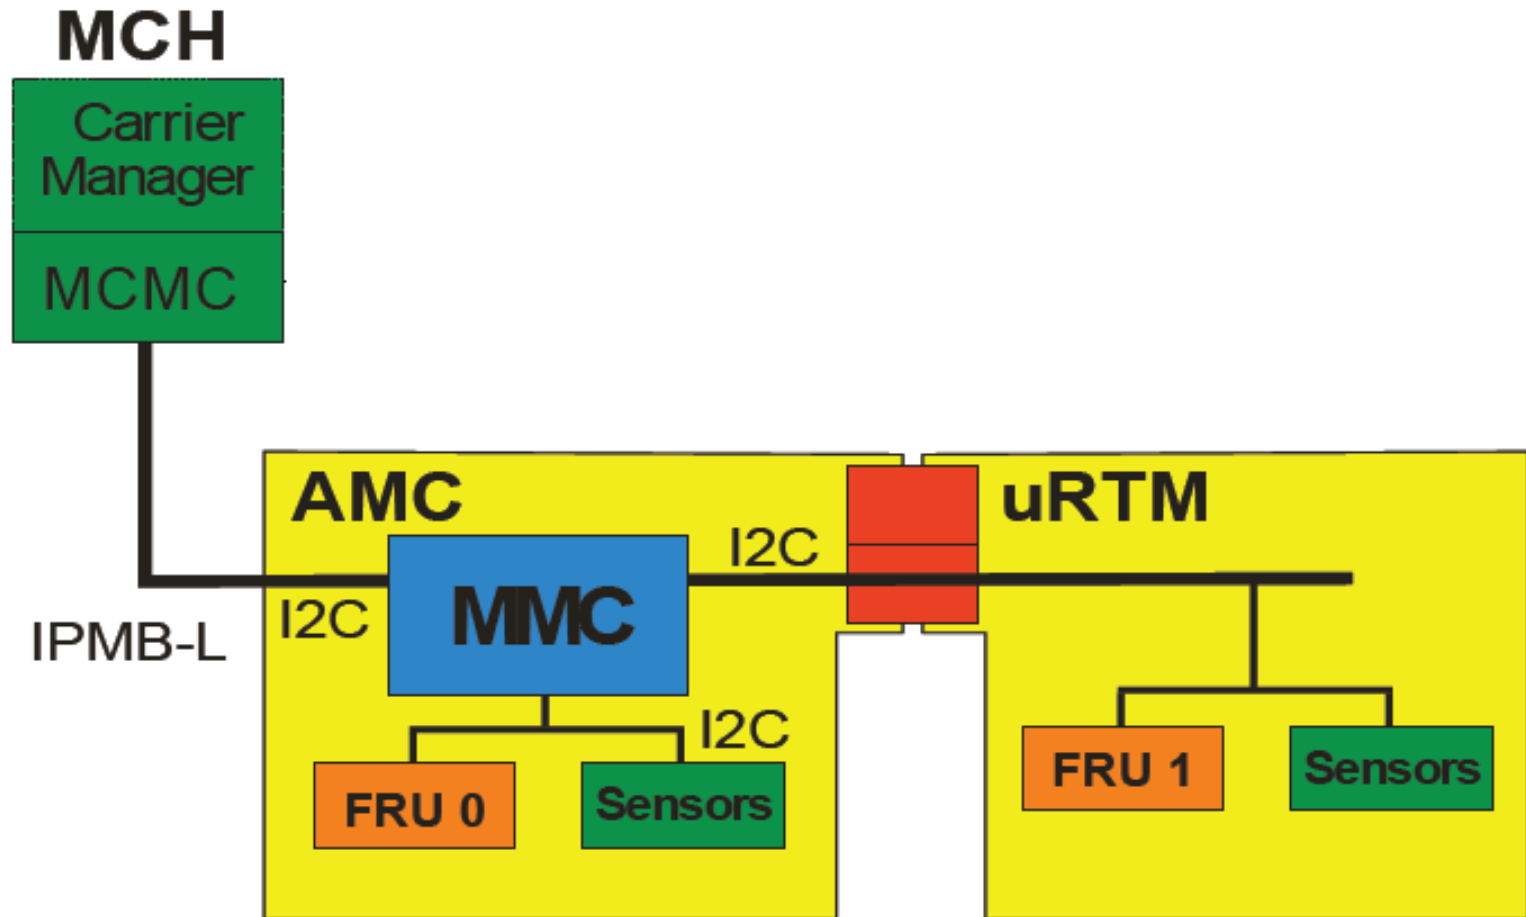 MCH
Carrier
Manager
MCMC
AMC
uRTM
I2C
MMC
I2C
IPMB-L
I2C
FRU 0
Sensors
FRU 1
Sensors